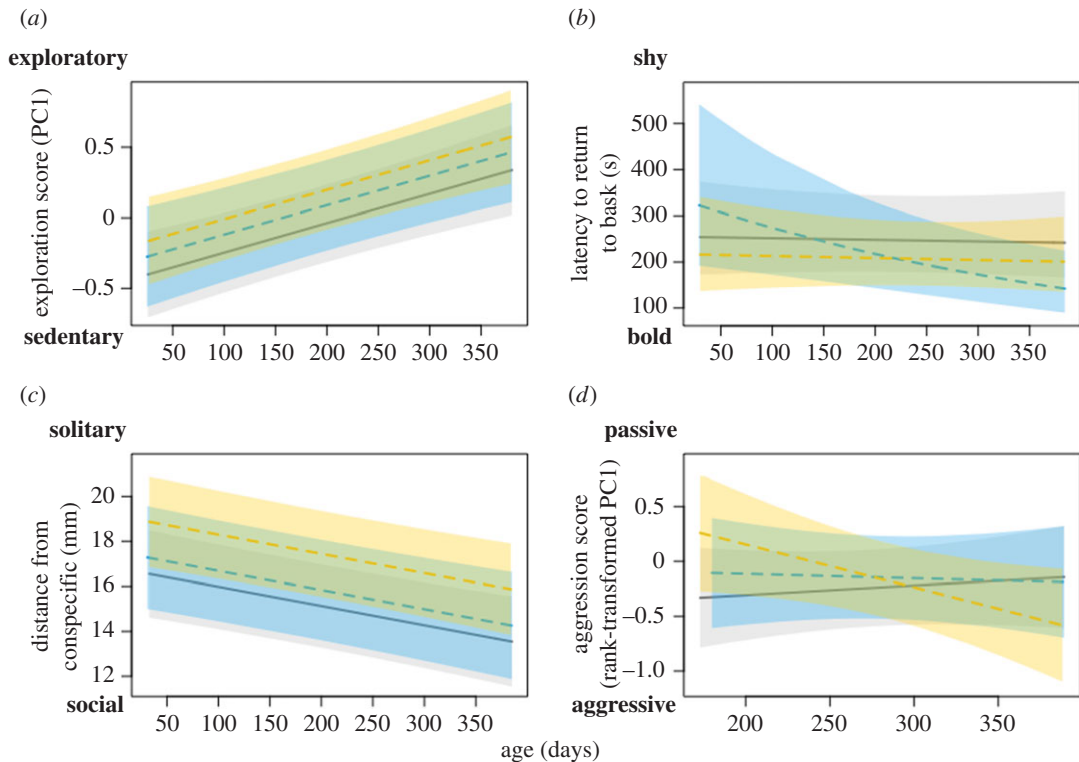 (a)
exploratory
exploration score (PC1)
0.5
0
–0.5
sedentary
50 100 150 200 250 300 350
(b)
shy
latency to return
to bask (s)
500
400
300
200
100
bold
50 100 150 200 250 300 350
(c)
solitary
distance from
conspecific (mm)
20
18
16
14
12
social
50 100 150 200 250 300 350
(d)
passive
aggression score
(rank-transformed PC1)
0.5
0
–0.5
–1.0
aggressive
200 250 300 350
age (days)